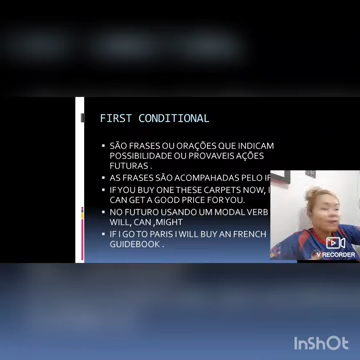 FIRST CONDITIONAL
SÃO FRASES OU ORAÇÕES QUE INDICAM
POSSIBILIDADE OU PROVAVEIS AÇÕES
FUTURAS .
AS FRASES SÃO ACOMPAHADAS PELO IF
IF YOU BUY ONE THESE CARPETS NOW, I
CAN GET A GOOD PRICE FOR YOU.
NO FUTURO USANDO UM MODAL VERB
WILL, CAN ,MIGHT
IF I GO TO PARIS I WILL BUY AN FRENCH
GUIDEBOOK .
V RECORDER
InShOt